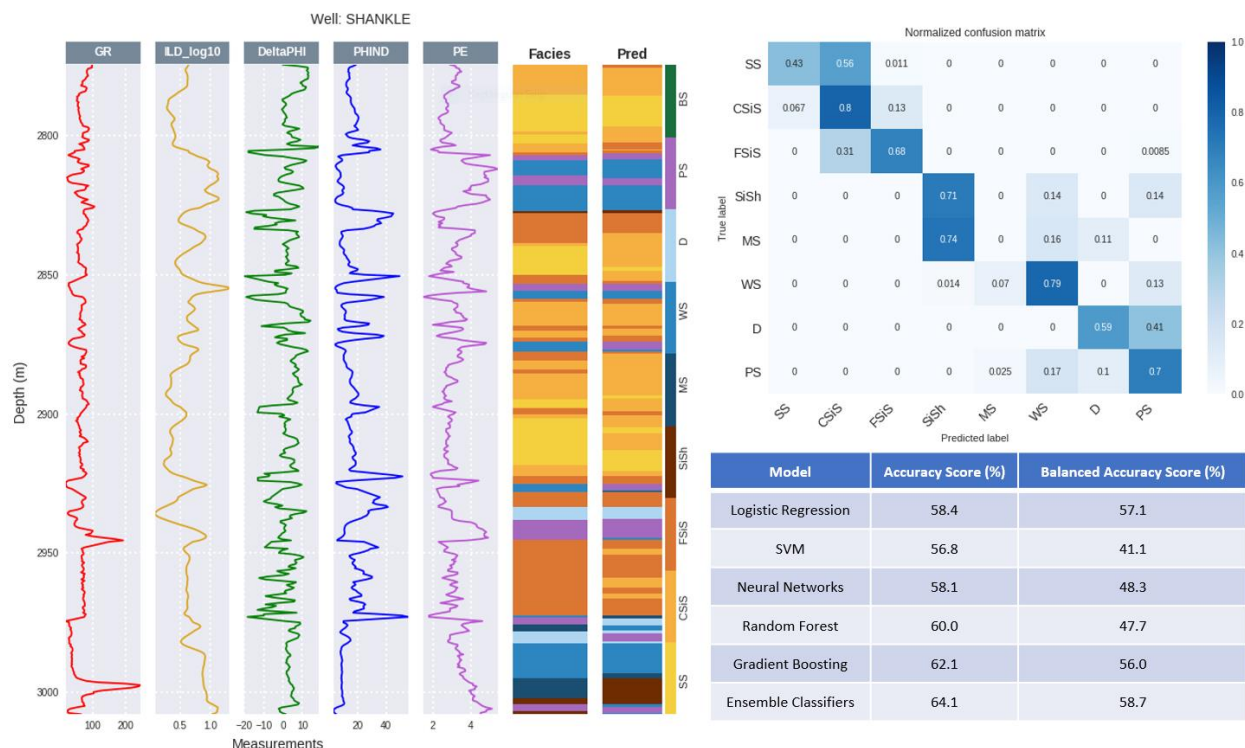 Well: SHANKLE
GR ILD_log10 DeltaPHI PHIND PE Facies Pred
2800
2850
2900
2950
3000
Depth (m)
100 200 0.5 1.0 -20 -10 0 10 20 40 2 4
Measurements
BS
PS
D
WS
MS
SiSh
FSiS
CSiS
SS
Normalized confusion matrix
SS 0.43 0.56 0.011 0 0 0 0 0
CSiS 0.067 0.8 0.13 0 0 0 0 0
FSiS 0 0.31 0.68 0 0 0 0 0.0085
SiSh 0 0 0 0.71 0 0.14 0 0.14
MS 0 0 0 0.74 0 0.16 0.11 0
WS 0 0 0 0.014 0.07 0.79 0 0.13
D 0 0 0 0 0 0 0.59 0.41
PS 0 0 0 0 0.025 0.17 0.1 0.7
True label
SS CSiS FSiS SiSh MS WS D PS
Predicted label
1.0
0.8
0.6
0.4
0.2
0.0
Model Accuracy Score (%) Balanced Accuracy Score (%)
Logistic Regression 58.4 57.1
SVM 56.8 41.1
Neural Networks 58.1 48.3
Random Forest 60.0 47.7
Gradient Boosting 62.1 56.0
Ensemble Classifiers 64.1 58.7